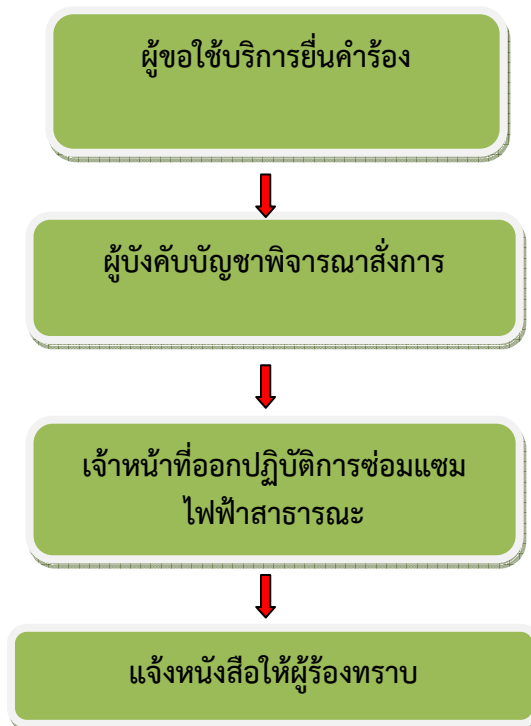 ผู้ขอใช้บริการยื่นคำร้อง
ผู้บังคับบัญชาพิจารณาสั่งการ
เจ้าหน้าที่ออกปฏิบัติการซ่อมแซม
ไฟฟ้าสาธารณะ
แจ้งหนังสือให้ผู้ร้องทราบ